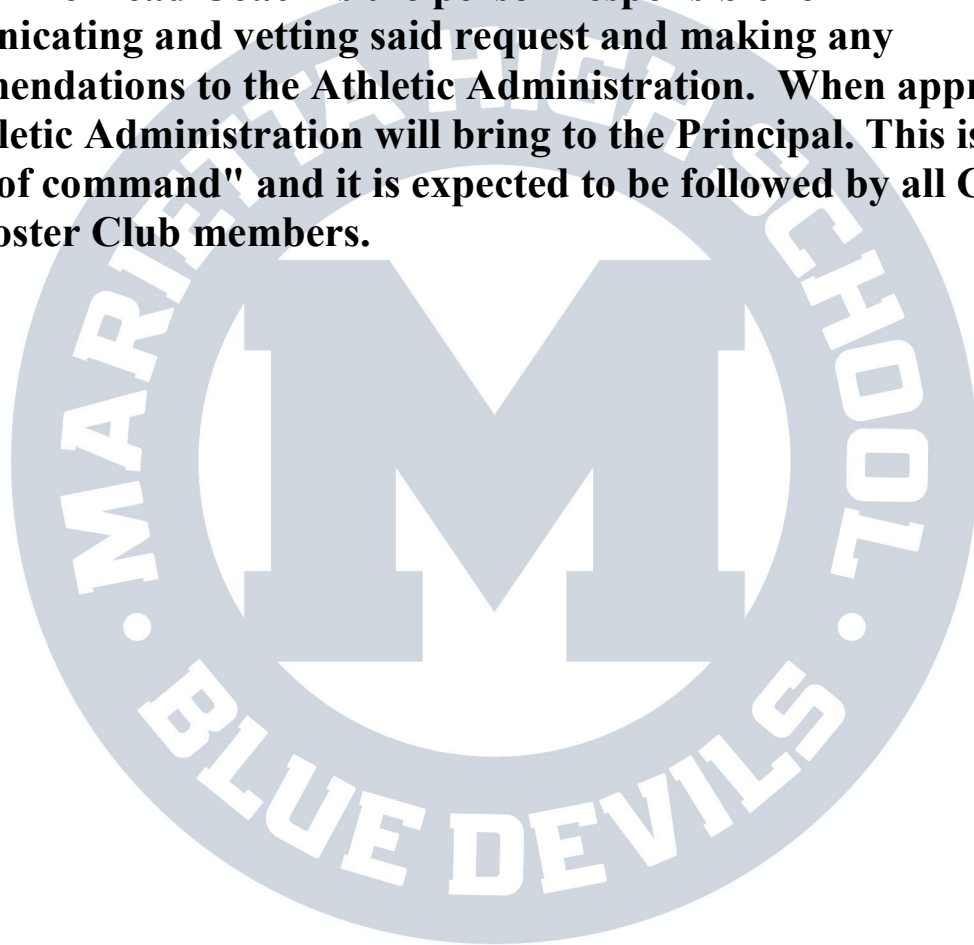 nicating and vetting said request and making any
nendations to the Athletic Administration. When appr
letic Administration will bring to the Principal. This is
of command" and it is expected to be followed by all C
oster Club members.
MARIETTA HIGH SCHOOL
M
• BLUE DEVILS •